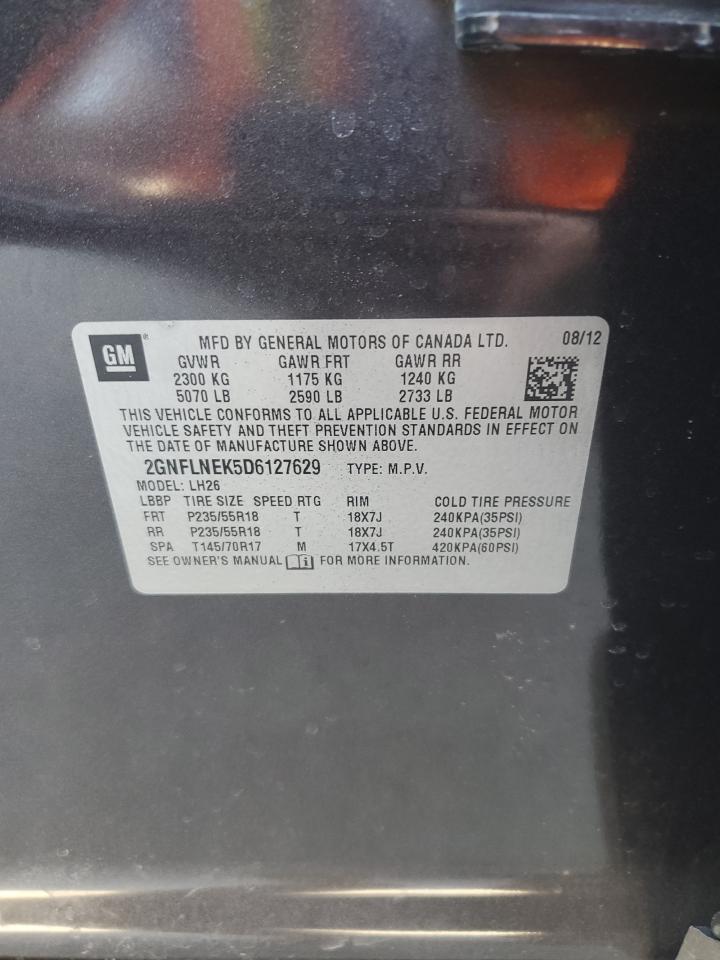 GM ® MFD BY GENERAL MOTORS OF CANADA LTD. 08/12
GVWR GAWR FRT GAWR RR
2300 KG 1175 KG 1240 KG
5070 LB 2590 LB 2733 LB
THIS VEHICLE CONFORMS TO ALL APPLICABLE U.S. FEDERAL MOTOR
VEHICLE SAFETY AND THEFT PREVENTION STANDARDS IN EFFECT ON
THE DATE OF MANUFACTURE SHOWN ABOVE.
2GNFLNEK5D6127629 TYPE: M.P.V.
MODEL: LH26
LBBP TIRE SIZE SPEED RTG RIM COLD TIRE PRESSURE
FRT P235/55R18 T 18X7J 240KPA(35PSI)
RR P235/55R18 T 18X7J 240KPA(35PSI)
SPA T145/70R17 M 17X4.5T 420KPA(60PSI)
SEE OWNER'S MANUAL i FOR MORE INFORMATION.